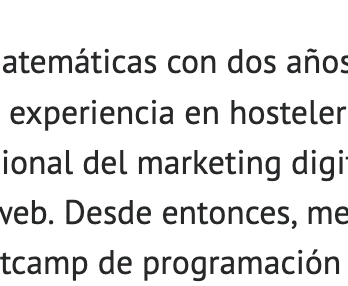 atemáticas con dos años
experiencia en hosteler
ional del marketing digit
web. Desde entonces, me
tcamp de programación